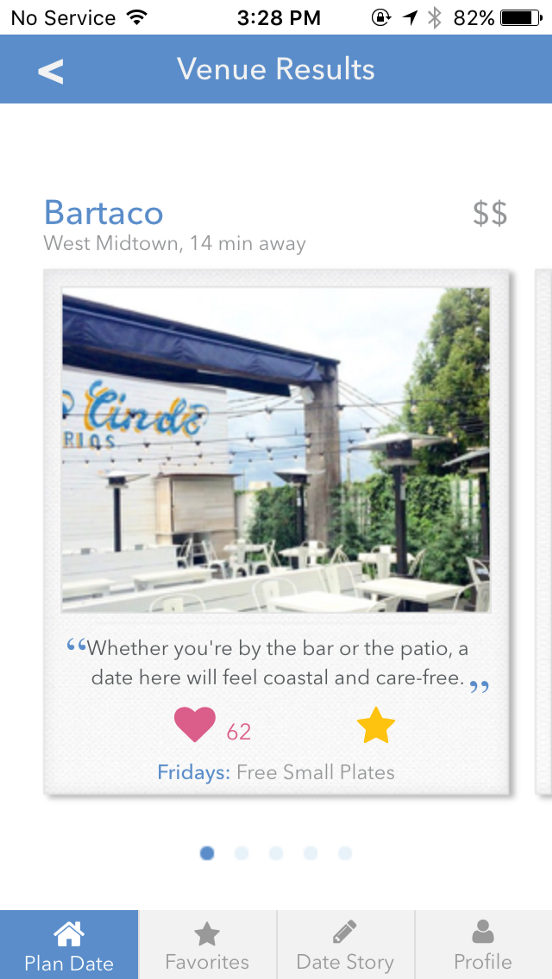 No Service 3:28 PM 82%
< Venue Results
Bartaco $$
West Midtown, 14 min away
Cindo
RIOS
“Whether you're by the bar or the patio, a
date here will feel coastal and care-free.”
62
Fridays: Free Small Plates
Plan Date Favorites Date Story Profile